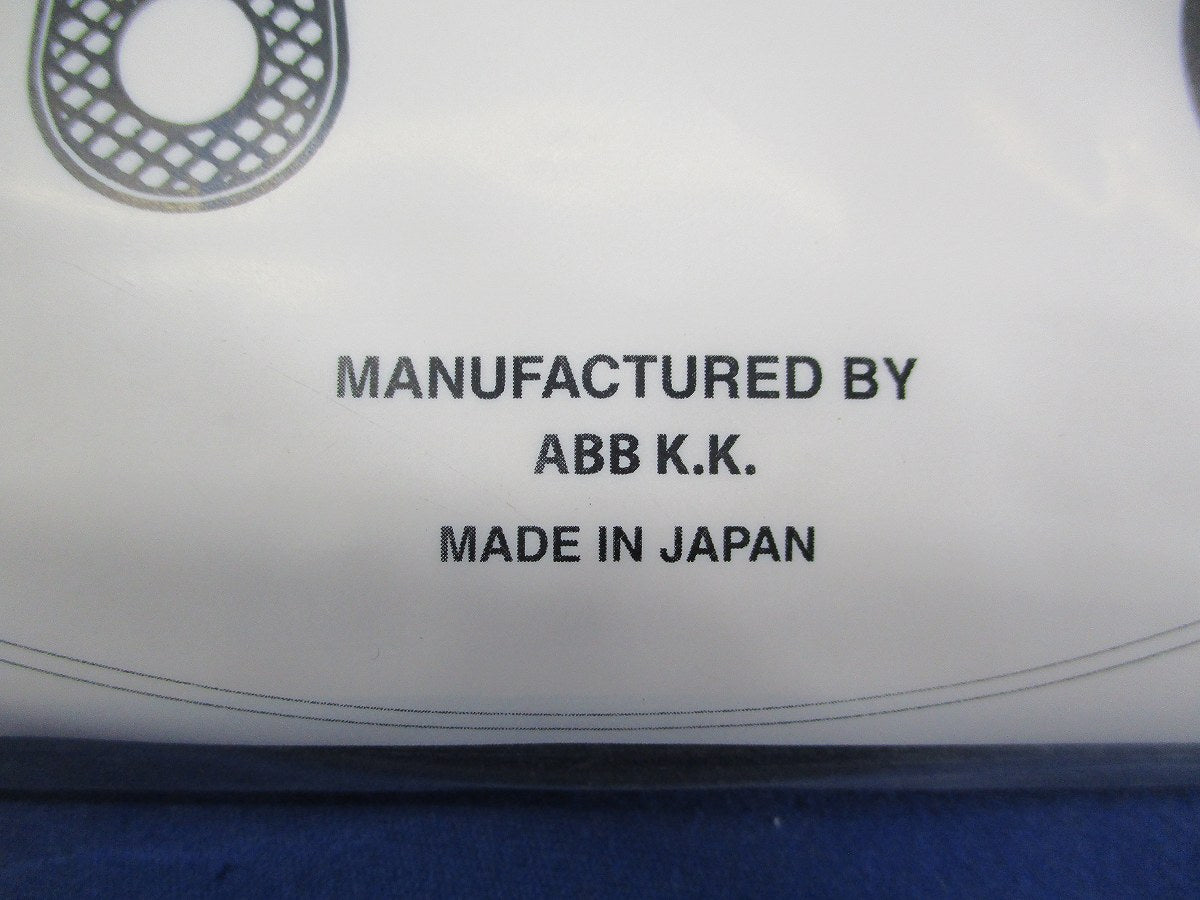 MANUFACTURED BY
ABB K.K.
MADE IN JAPAN